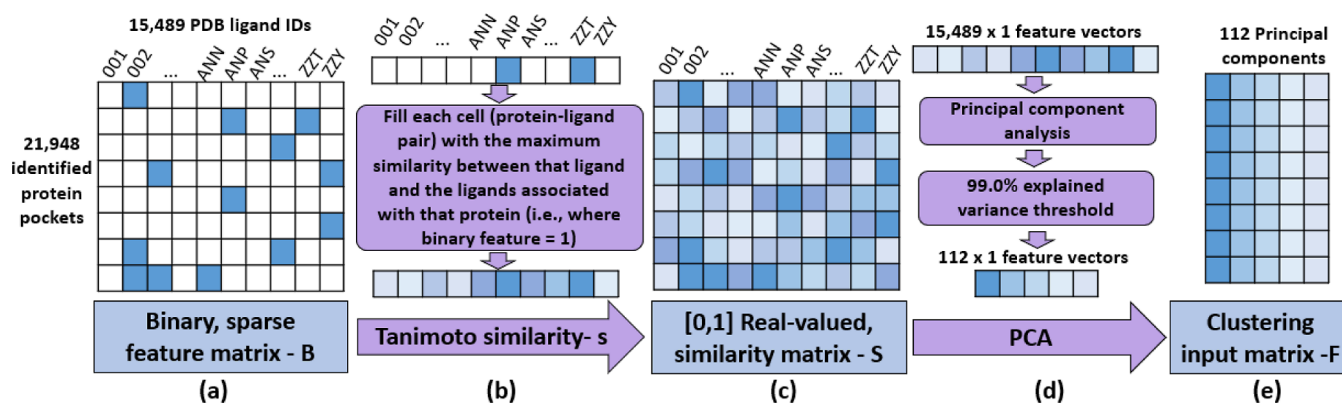 15,489 PDB ligand IDs
001
002
...
ANN
ANP
ANS
...
ZZT
ZZY
21,948
identified
protein
pockets
Binary, sparse
feature matrix - B
(a)
001
002
...
ANN
ANP
ANS
...
ZZT
ZZY
Fill each cell (protein-ligand
pair) with the maximum
similarity between that ligand
and the ligands associated
with that protein (i.e., where
binary feature = 1)
Tanimoto similarity- s
(b)
001
002
...
ANN
ANP
ANS
...
ZZT
ZZY
[0,1] Real-valued,
similarity matrix - S
(c)
15,489 x 1 feature vectors
Principal component
analysis
99.0% explained
variance threshold
112 x 1 feature vectors
PCA
(d)
112 Principal
components
Clustering
input matrix -F
(e)